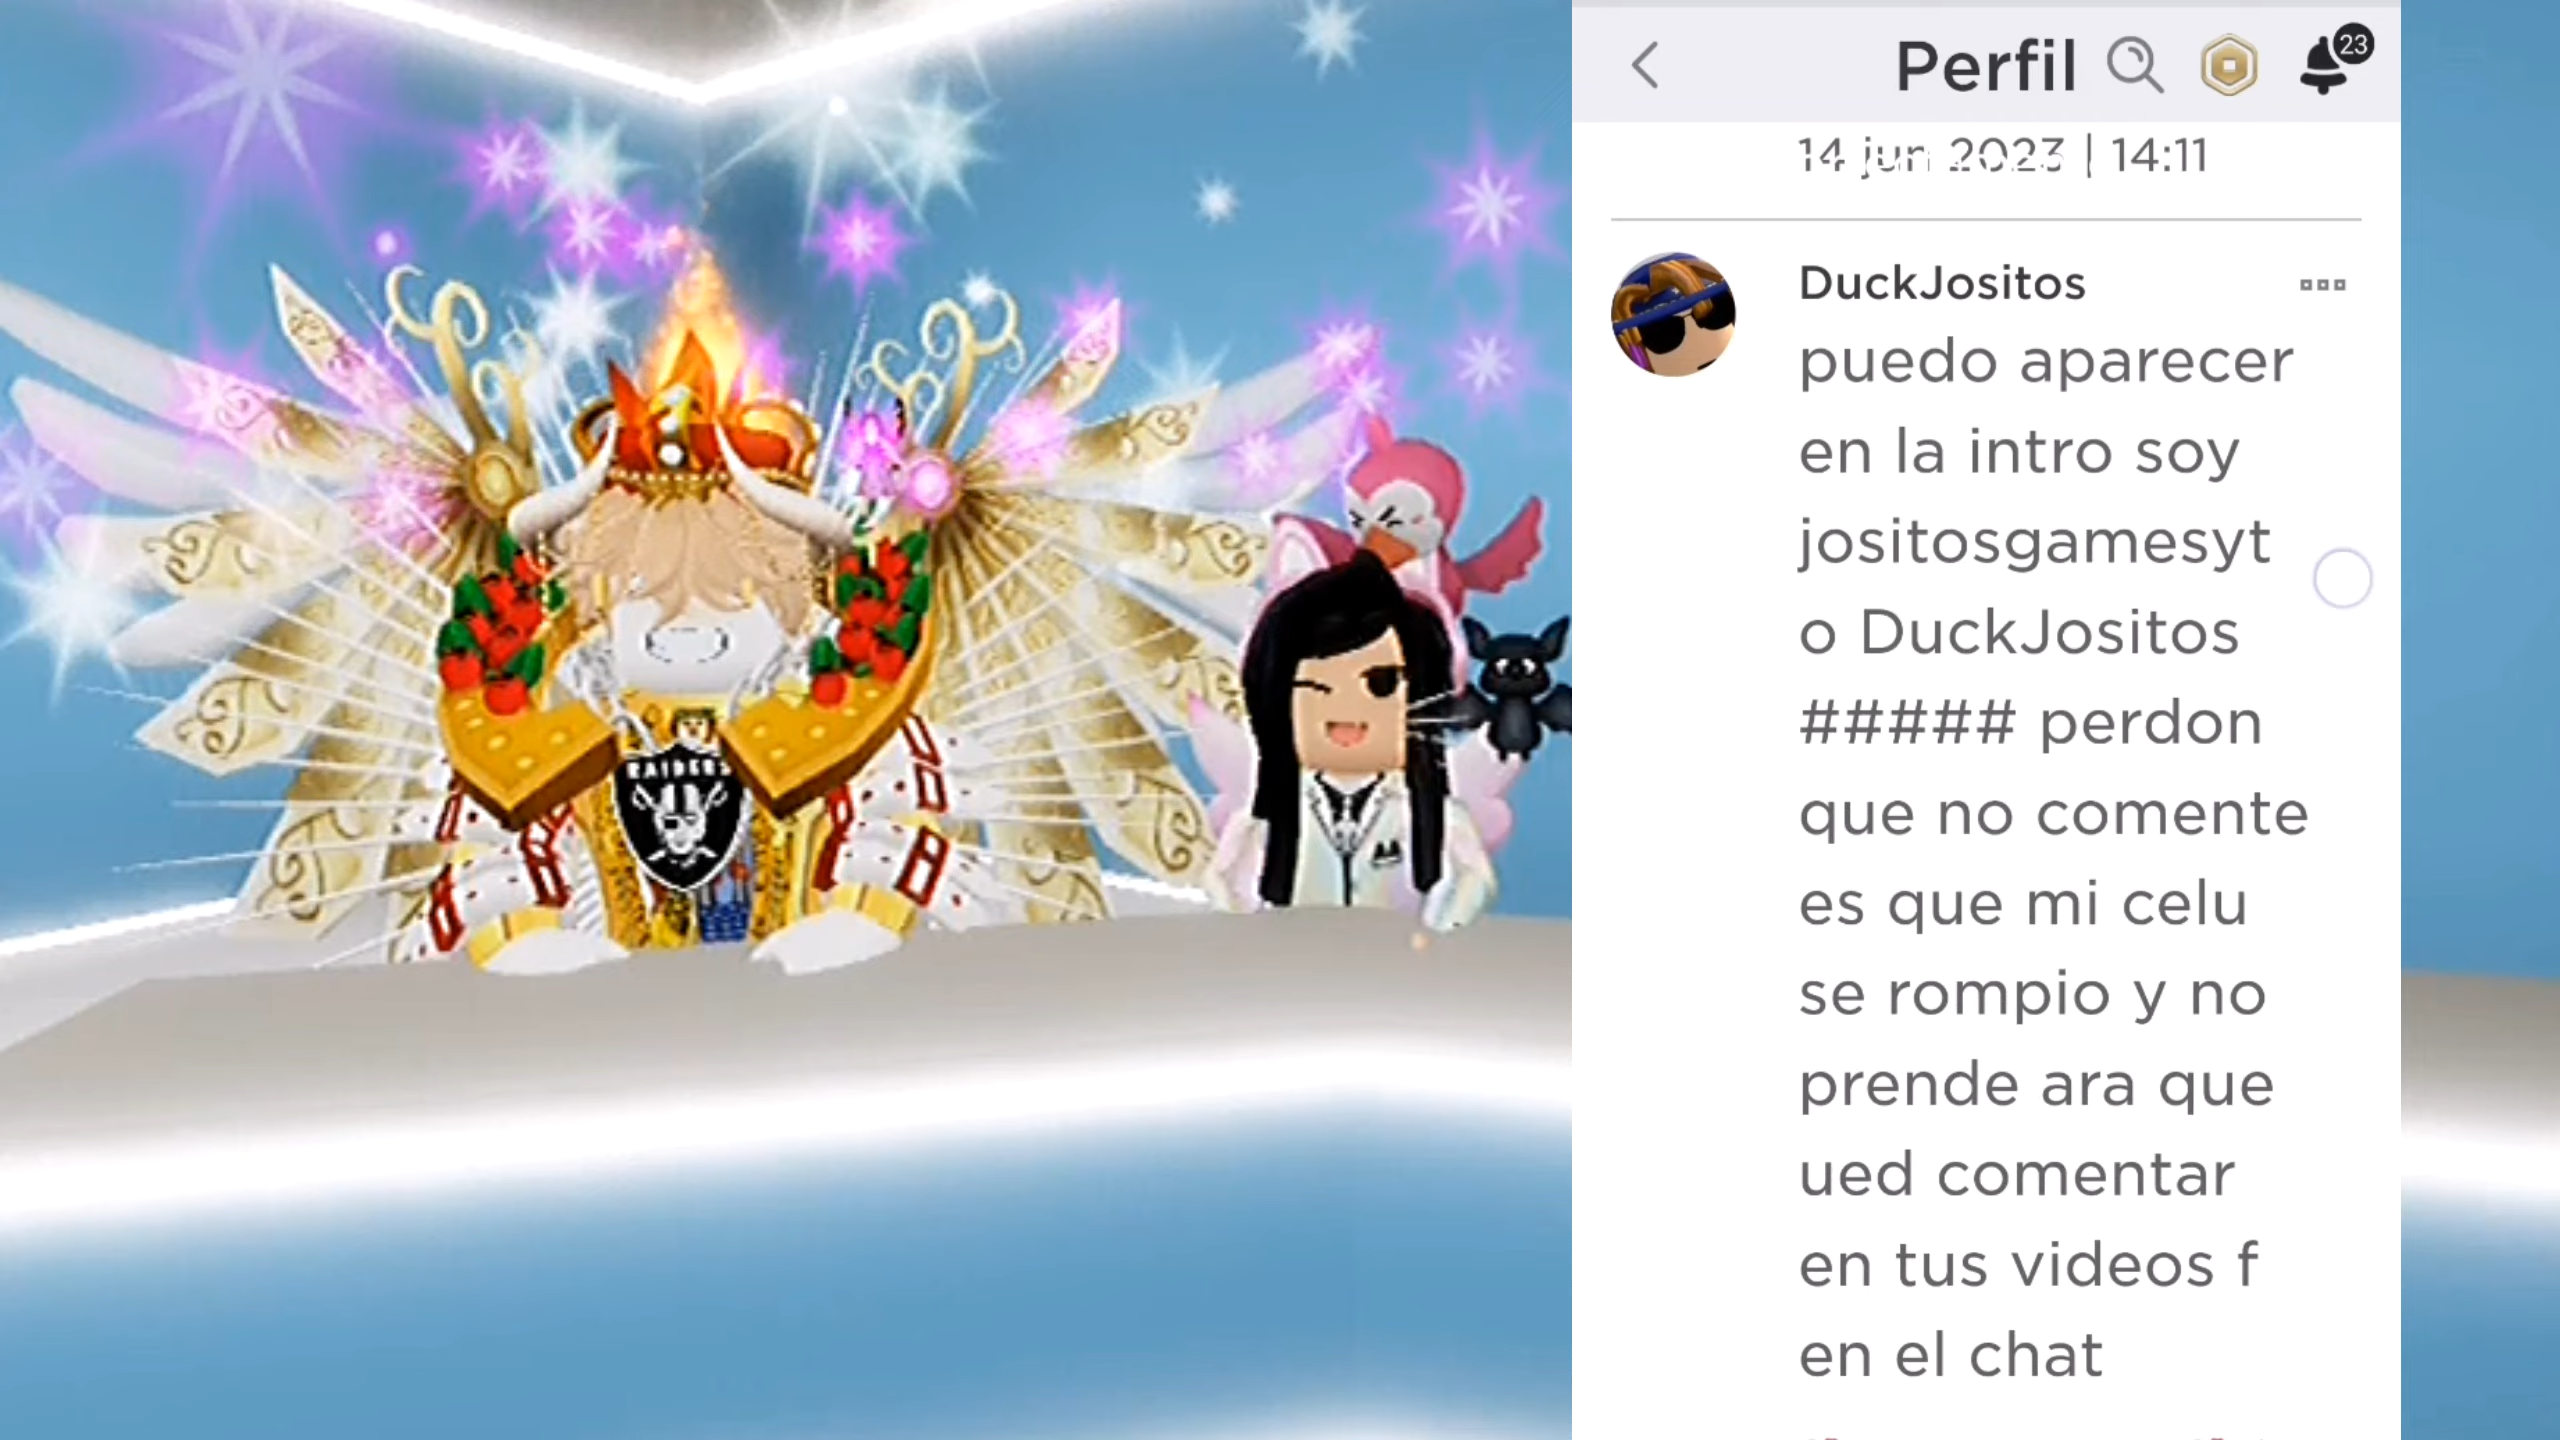 Perfil
23
14 jun 2023 | 14:11
DuckJositos
puedo aparecer
en la intro soy
jositosgamesyt
o DuckJositos
##### perdon
que no comente
es que mi celu
se rompio y no
prende ara que
ued comentar
en tus videos f
en el chat
RAIDERS